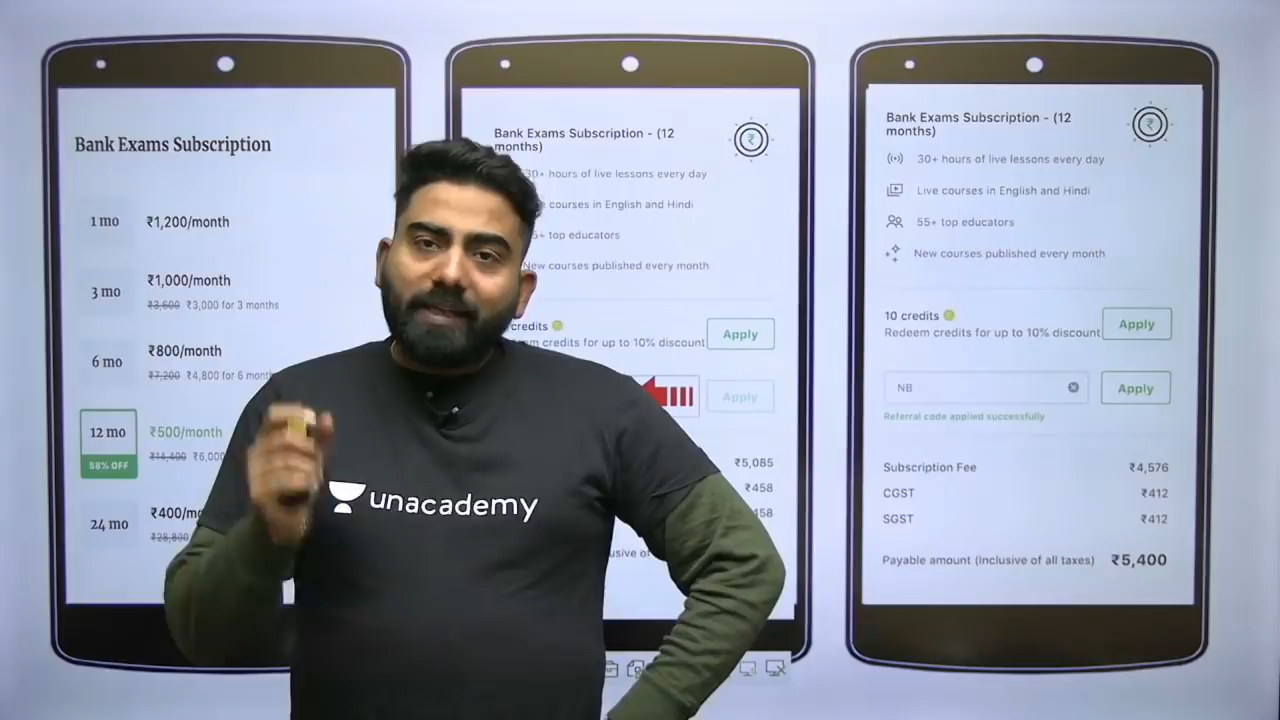 Bank Exams Subscription
1 mo
₹1,200/month
3 mo
₹1,000/month
₹3,600 ₹3,000 for 3 months
6 mo
₹800/month
₹7,200 ₹4,800 for 6
12 mo
58% OFF
₹500/month
₹14,400 ₹6,000
24 mo
₹400/
₹28,800
Bank Exams Subscription - (12
months)
30+ hours of live lessons every day
courses in English and Hindi
top educators
New courses published every month
credits
credits for up to 10% discount
Apply
Apply
₹5,085
₹458
of
unacademy
Bank Exams Subscription - (12
months)
30+ hours of live lessons every day
Live courses in English and Hindi
55+ top educators
New courses published every month
10 credits
Redeem credits for up to 10% discount
Apply
NB
Apply
Referral code applied successfully
Subscription Fee ₹4,576
CGST ₹412
SGST ₹412
Payable amount (Inclusive of all taxes) ₹5,400